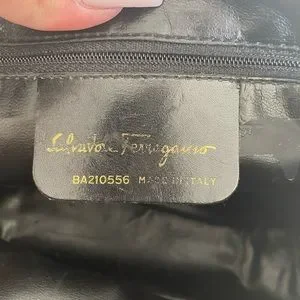 Salvatore Ferragamo
BA210556 MADE IN ITALY